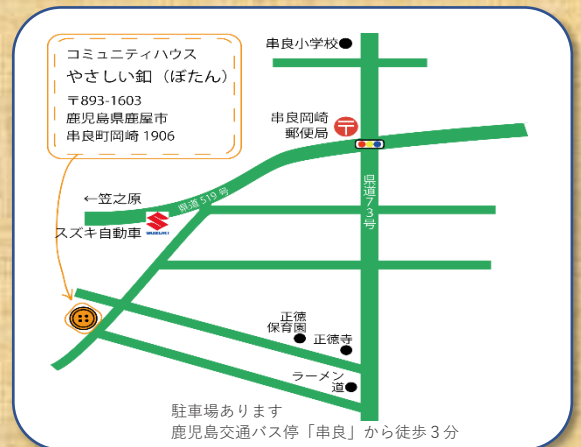 コミュニティハウス
やさしい釦（ぼたん）
〒893-1603
鹿児島県鹿屋市
串良町岡崎 1906
串良小学校
串良岡崎
郵便局
〒
県道73号
県道519号
←笠之原
スズキ自動車
SUZUKI
正德
保育園
正德寺
ラーメン
道
駐車場あります
鹿児島交通バス停「串良」から徒歩３分